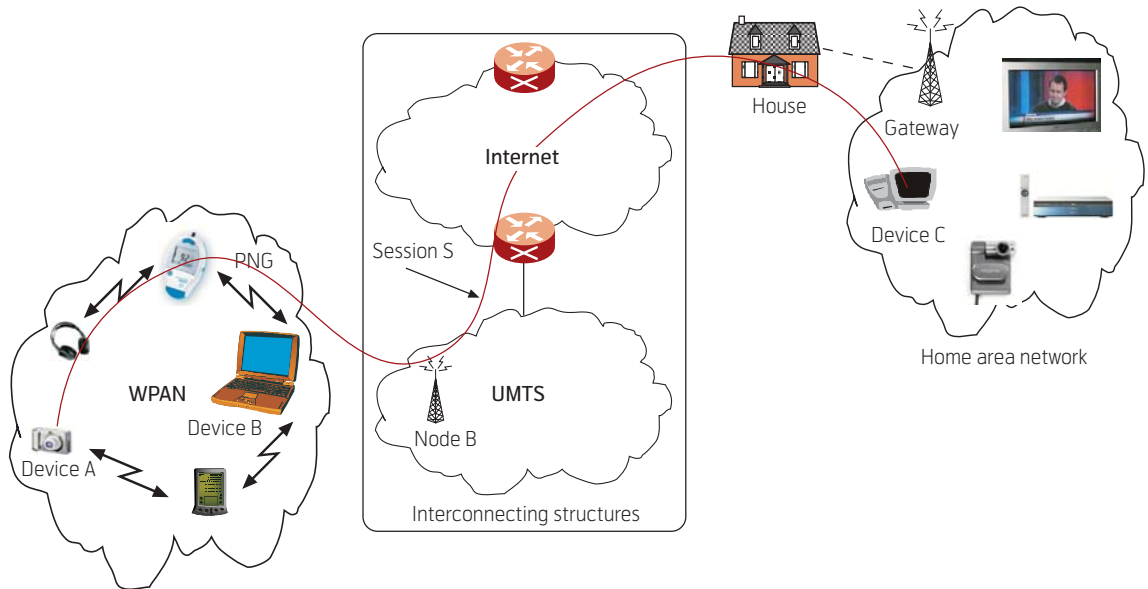 House
Gateway
Internet
Device C
Session S
PNG
Home area network
WPAN
UMTS
Device B
Node B
Device A
Interconnecting structures